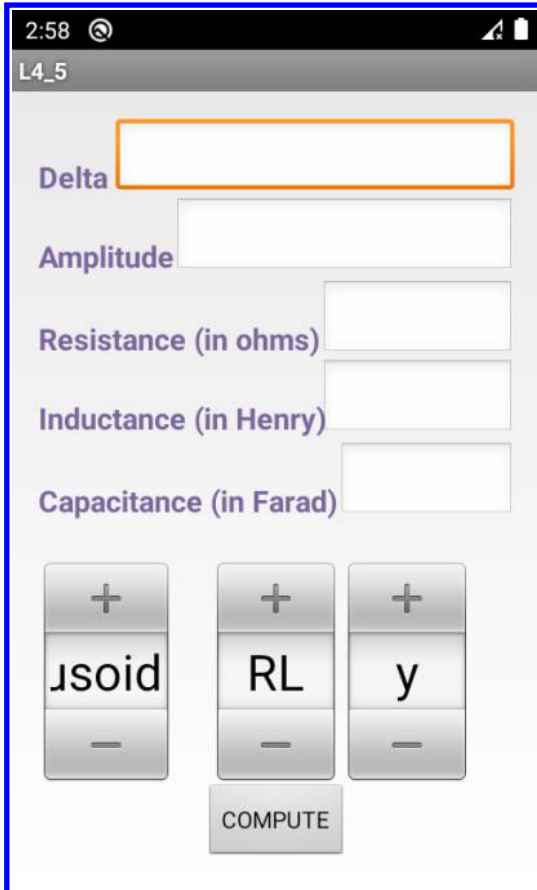 2:58
L4_5
Delta
Amplitude
Resistance (in ohms)
Inductance (in Henry)
Capacitance (in Farad)
RL y
COMPUTE